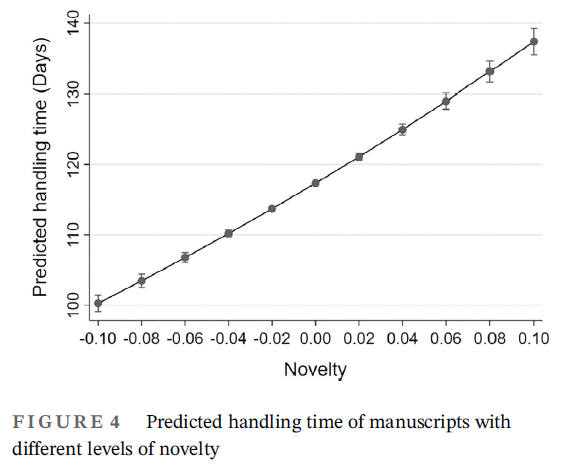 140
130
120
110
100
Predicted handling time (Days)
-0.10 -0.08 -0.06 -0.04 -0.02 0.00 0.02 0.04 0.06 0.08 0.10
Novelty
FIGURE 4 Predicted handling time of manuscripts with
different levels of novelty